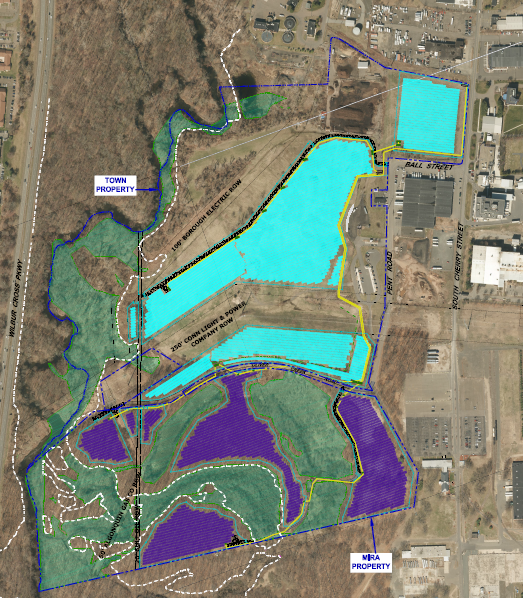 TOWN
PROPERTY
100' BOROUGH ELECTRIC ROW
BALL STREET
WILBUR CROSS PKWY
PENT ROAD
SOUTH CHERRY STREET
250' CONN LIGHT & POWER
COMPANY ROW
MIRA
PROPERTY